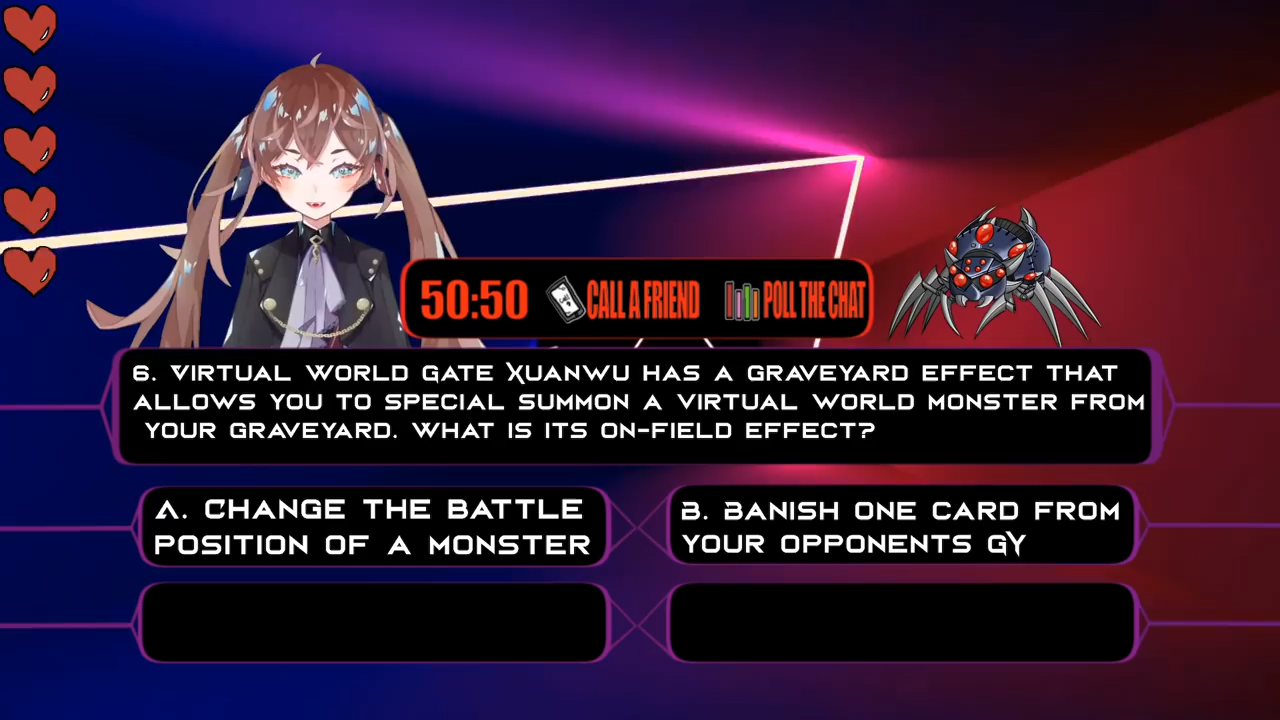 50:50 CALL A FRIEND POLL THE CHAT
6. VIRTUAL WORLD GATE XUANWU HAS A GRAVEYARD EFFECT THAT
ALLOWS YOU TO SPECIAL SUMMON A VIRTUAL WORLD MONSTER FROM
YOUR GRAVEYARD. WHAT IS ITS ON-FIELD EFFECT?
A. CHANGE THE BATTLE
POSITION OF A MONSTER
B. BANISH ONE CARD FROM
YOUR OPPONENTS GY